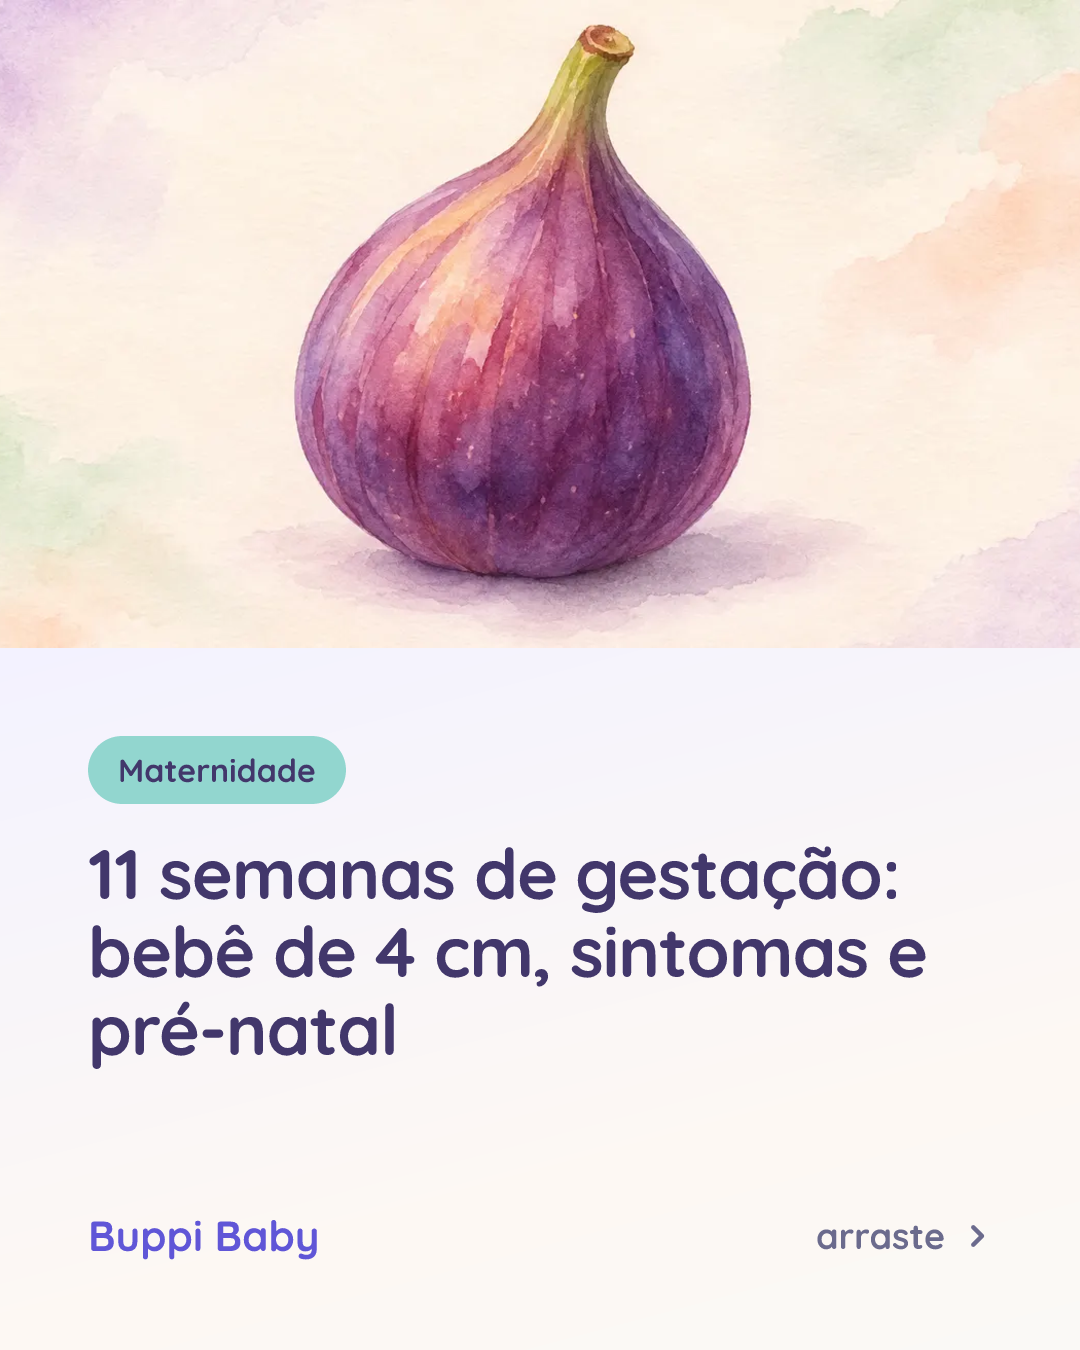 Maternidade
11 semanas de gestação:
bebê de 4 cm, sintomas e
pré-natal
Buppi Baby
arraste >